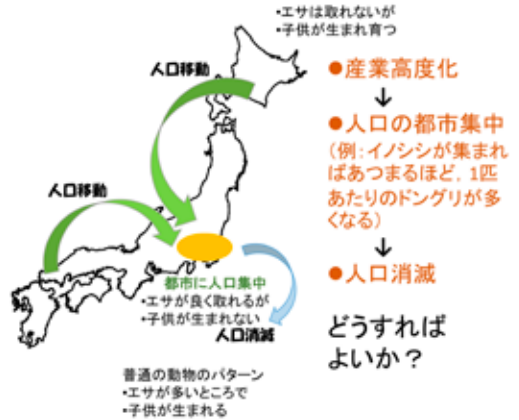 ・エサは取れないが
・子供が生まれ育つ
人口移動
人口移動
都市に人口集中
・エサが良く取れるが
・子供が生まれない
人口消滅
普通の動物のパターン
・エサが多いところで
・子供が生まれる
●産業高度化
↓
●人口の都市集中
(例:イノシシが集まれ
ばあつまるほど，1匹
あたりのドングリが多
くなる)
↓
●人口消滅
どうすれば
よいか？